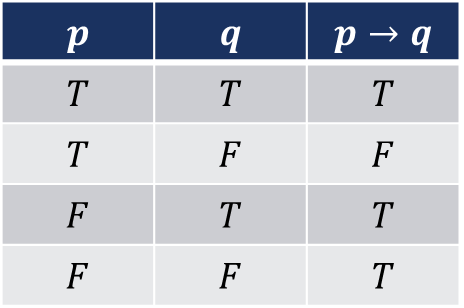 p q p → q
T T T
T F F
F T T
F F T